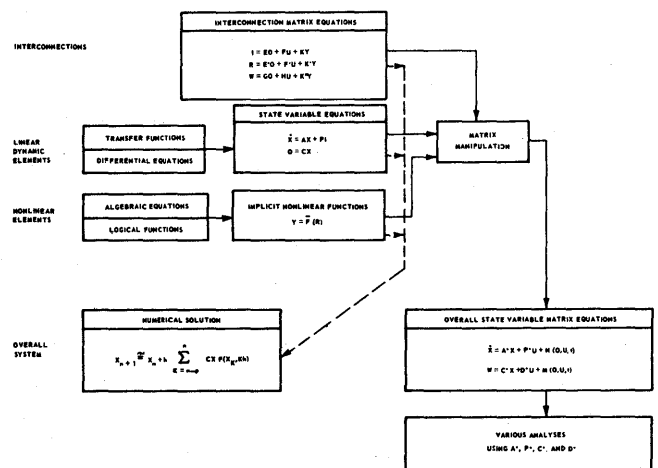 INTERCONNECTION MATRIX EQUATIONS
INTERCONNECTIONS
I = EO + FU + KY
R = E'O + F'U + K'Y
W = GO + HU + K"Y
STATE VARIABLE EQUATIONS
LINEAR
DYNAMIC
ELEMENTS
TRANSFER FUNCTIONS
DIFFERENTIAL EQUATIONS
Ẋ = AX + PI
O = CX
MATRIX
MANIPULATION
NONLINEAR
ELEMENTS
ALGEBRAIC EQUATIONS
LOGICAL FUNCTIONS
IMPLICIT NONLINEAR FUNCTIONS
Y = F̅ (R)
OVERALL
SYSTEM
NUMERICAL SOLUTION
OVERALL STATE VARIABLE MATRIX EQUATIONS
Ẋ = A*X + P*U + N (O,U,t)
W = C*X + D*U + M (O,U,t)
VARIOUS ANALYSES
USING A*, P*, C*, AND D*